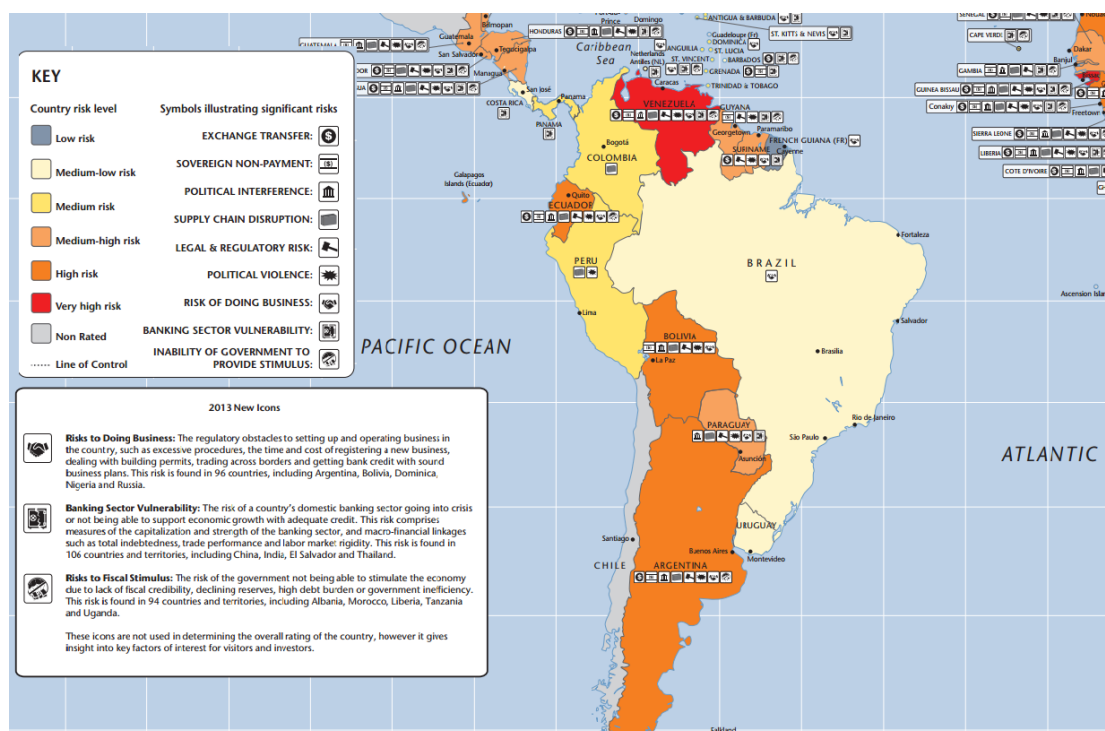 KEY
Country risk level
Symbols illustrating significant risks
Low risk
Medium-low risk
Medium risk
Medium-high risk
High risk
Very high risk
Non Rated
Line of Control
EXCHANGE TRANSFER:
SOVEREIGN NON-PAYMENT:
POLITICAL INTERFERENCE:
SUPPLY CHAIN DISRUPTION:
LEGAL & REGULATORY RISK:
POLITICAL VIOLENCE:
RISK OF DOING BUSINESS:
BANKING SECTOR VULNERABILITY:
INABILITY OF GOVERNMENT TO
PROVIDE STIMULUS:
2013 New Icons
Risks to Doing Business: The regulatory obstacles to setting up and operating business in
the country, such as excessive procedures, the time and cost of registering a new business,
dealing with building permits, trading across borders and getting bank credit with sound
business plans. This risk is found in 96 countries, including Argentina, Bolivia, Dominica,
Nigeria and Russia.
Banking Sector Vulnerability: The risk of a country's domestic banking sector going into crisis
or not being able to support economic growth with adequate credit. This risk comprises
measures of the capitalization and strength of the banking sector, and macro-financial linkages
such as total indebtedness, trade performance and labor market rigidity. This risk is found in
106 countries and territories, including China, India, El Salvador and Thailand.
Risks to Fiscal Stimulus: The risk of the government not being able to stimulate the economy
due to lack of fiscal credibility, declining reserves, high debt burden or government inefficiency.
This risk is found in 94 countries and territories, including Albania, Morocco, Liberia, Tanzania
and Uganda.
These icons are not used in determining the overall rating of the country, however it gives
insight into key factors of interest for visitors and investors.
Belmopan
Guatemala
San Salvador
Tegucigalpa
Managua
HONDURAS
Prince
Domingo
Caribbean
Sea
Netherlands
Antilles (NL)
ANTIGUA & BARBUDA
ST. KITTS & NEVIS
Guadeloupe (Fr)
ANGUILLA
DOMINICA
ST. LUCIA
ST. VINCENT
BARBADOS
GRENADA
TRINIDAD & TOBAGO
San José
COSTA RICA
Panama
PANAMA
Caracas
VENEZUELA
GUYANA
Georgetown
Paramaribo
SURINAME
FRENCH GUIANA (FR)
Cayenne
Bogotá
COLOMBIA
Galapagos
Islands (Ecuador)
Quito
ECUADOR
PERU
Lima
BRAZIL
Fortaleza
Salvador
Brasilia
Rio de Janeiro
São Paulo
BOLIVIA
La Paz
PARAGUAY
Asunción
URUGUAY
Montevideo
Buenos Aires
ARGENTINA
Santiago
CHILE
PACIFIC OCEAN
ATLANTIC
Ascension Islan
Falkland
CAPE VERDE
Dakar
Banjul
GAMBIA
GUINEA BISSAU
Conakry
Freetown
SIERRA LEONE
LIBERIA
COTE D'IVOIRE